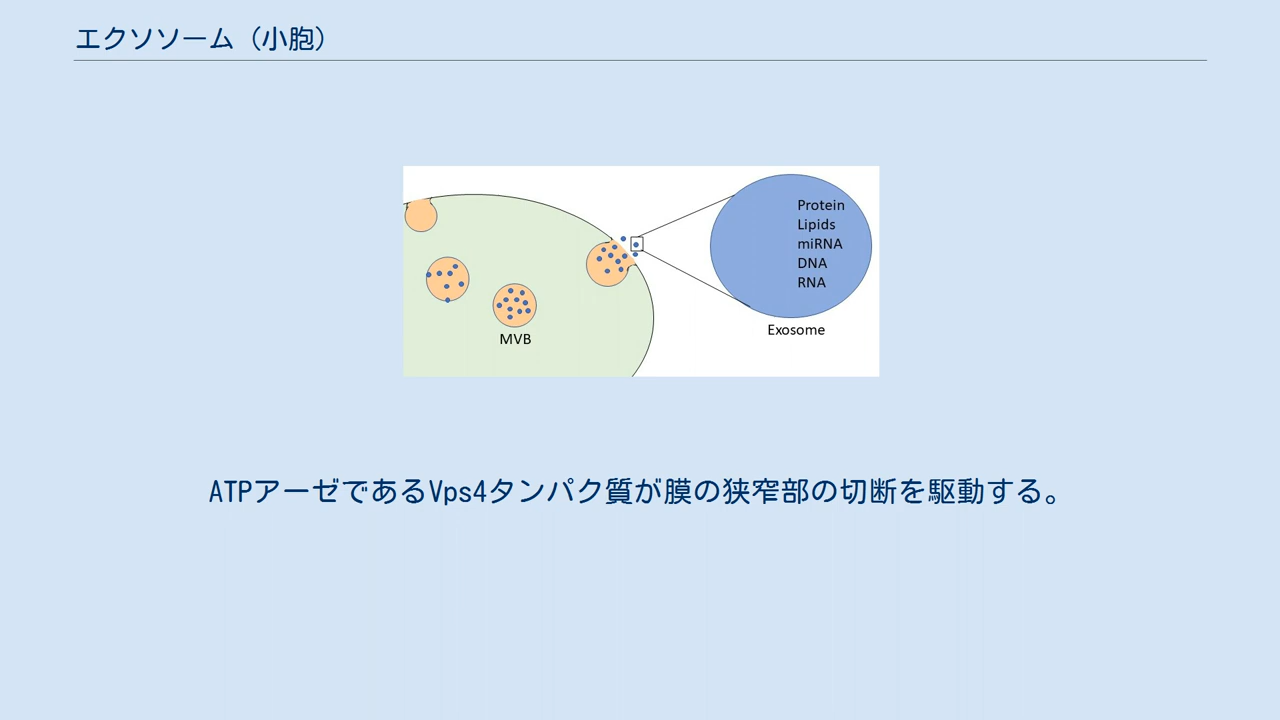 エクソソーム（小胞）
Protein
Lipids
miRNA
DNA
RNA
MVB
Exosome
ATPアーゼであるVps4タンパク質が膜の狭窄部の切断を駆動する。